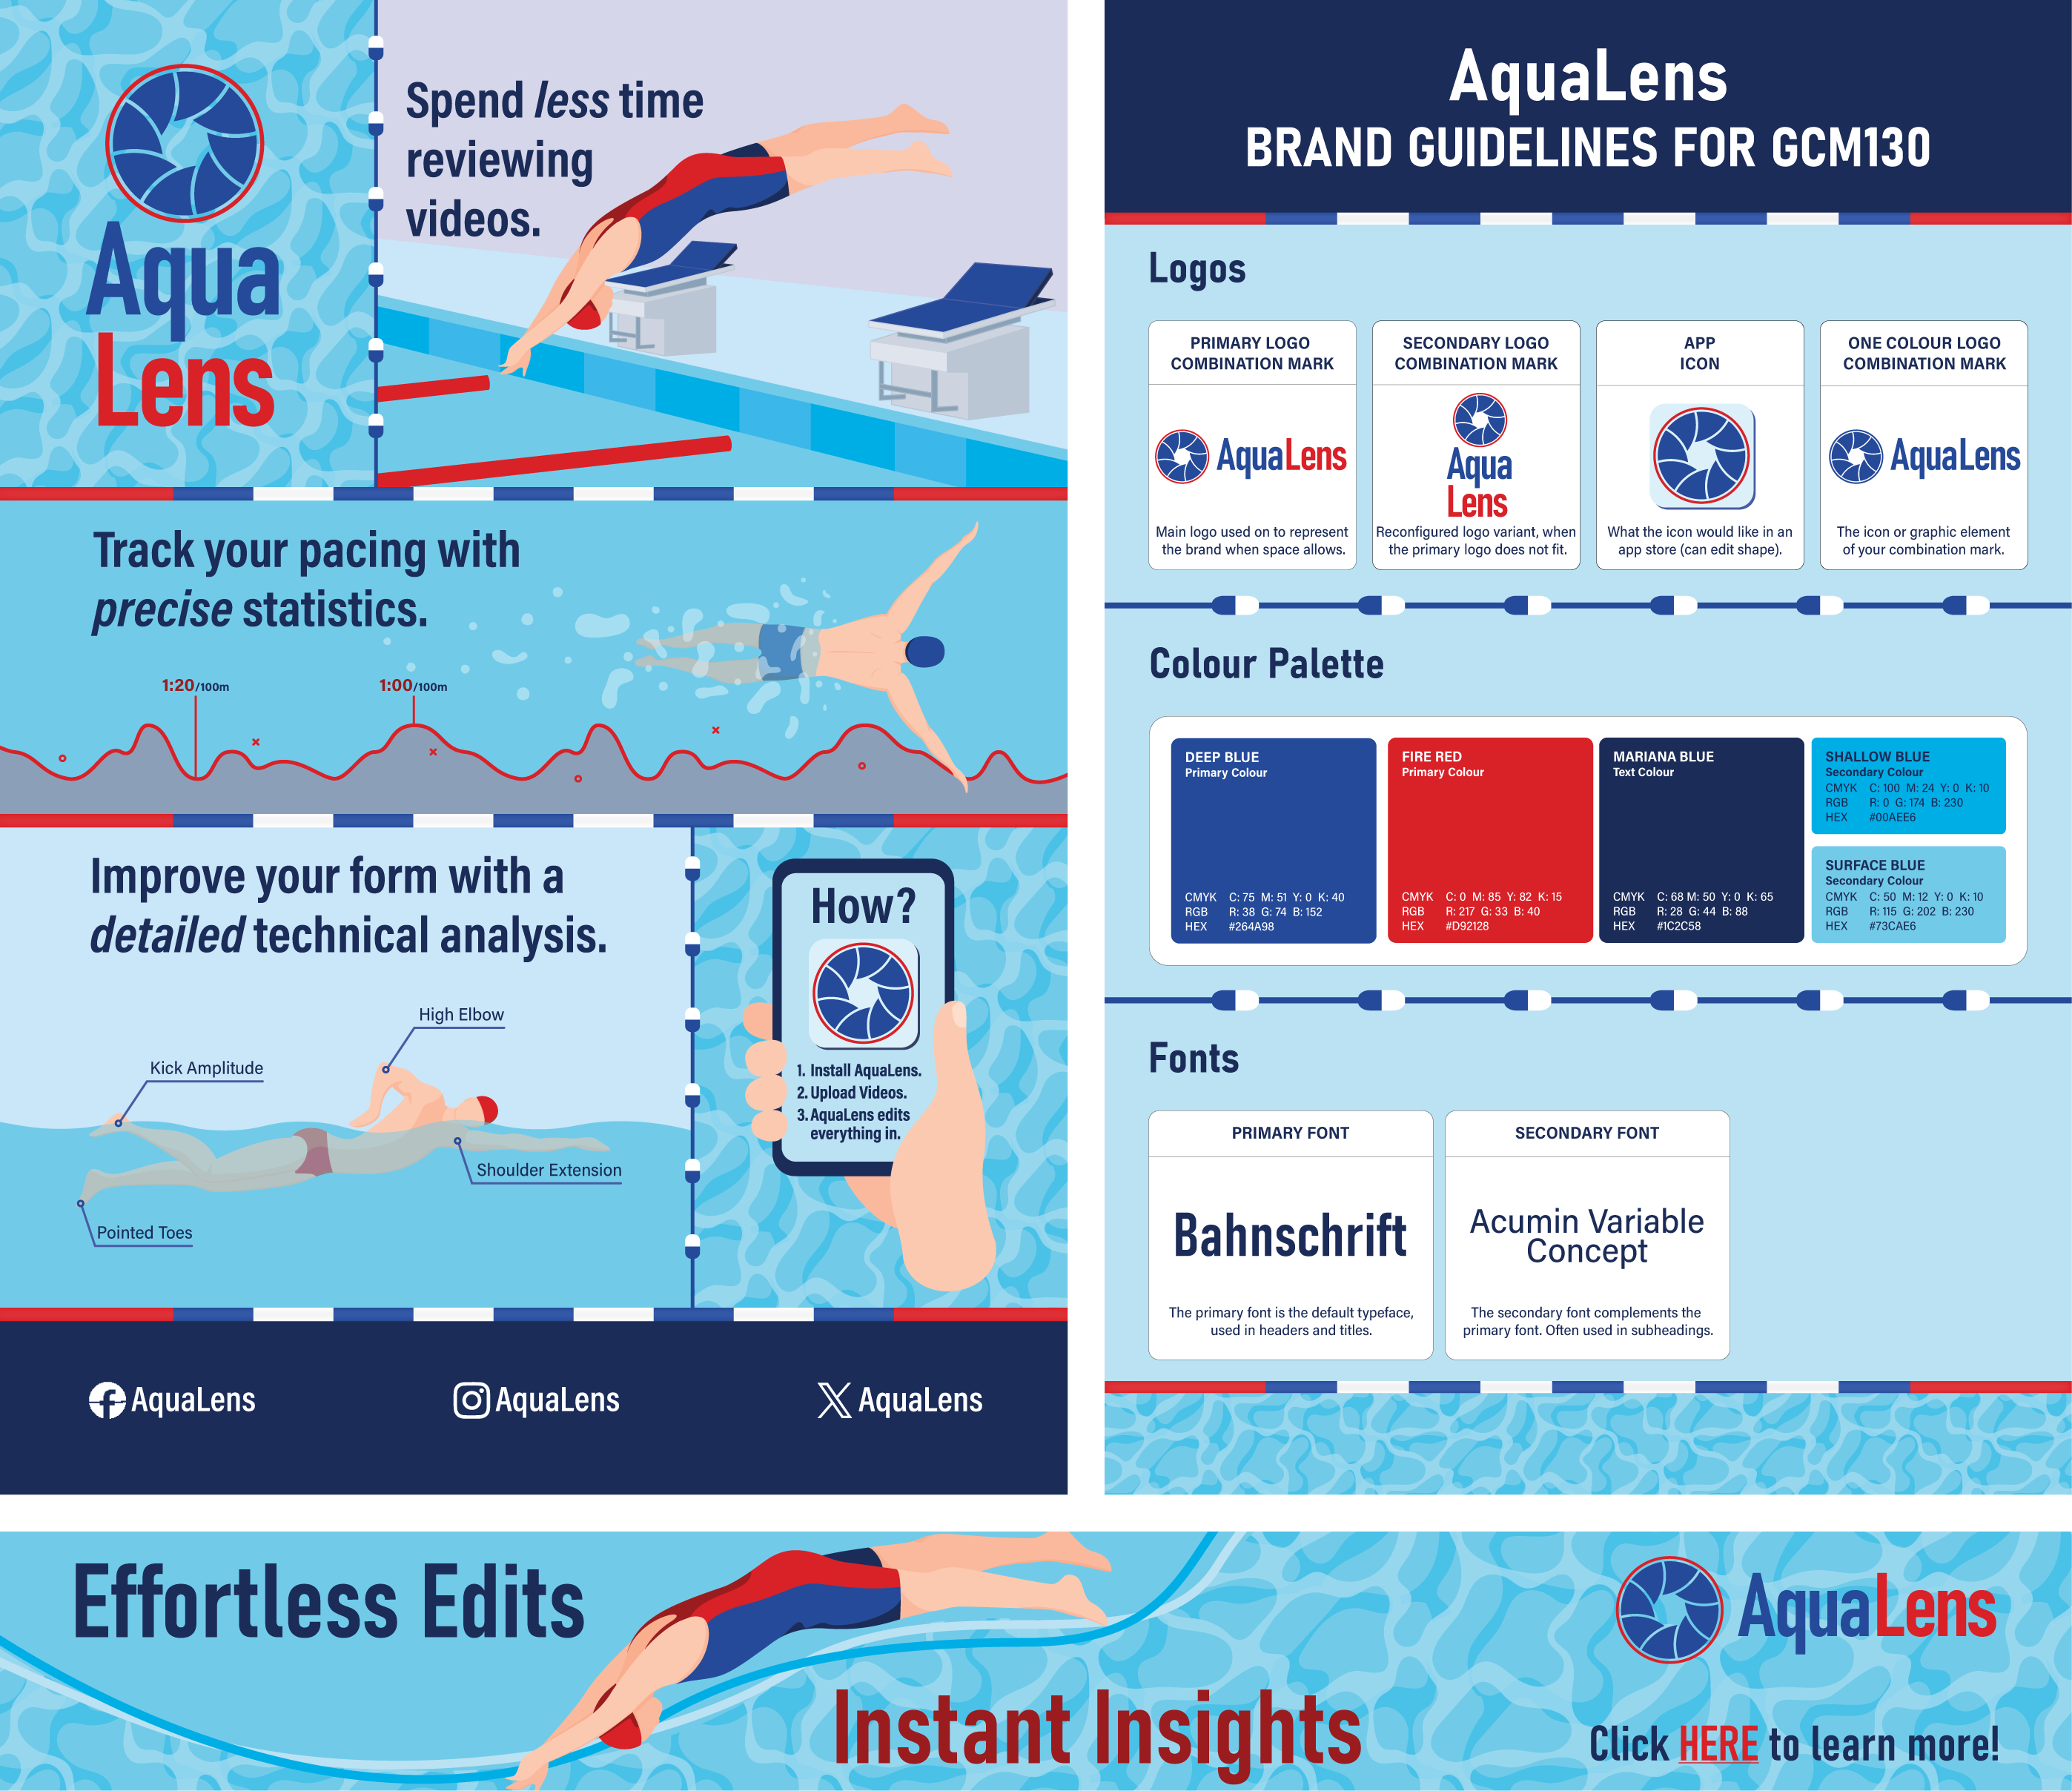 Aqua
Lens
Spend less time
reviewing
videos.
Track your pacing with
precise statistics.
1:20/100m
1:00/100m
Improve your form with a
detailed technical analysis.
High Elbow
Kick Amplitude
Shoulder Extension
Pointed Toes
How?
1. Install AquaLens.
2. Upload Videos.
3. AquaLens edits
everything in.
AquaLens
AquaLens
AquaLens
AquaLens
BRAND GUIDELINES FOR GCM130
Logos
PRIMARY LOGO
COMBINATION MARK
AquaLens
Main logo used on to represent
the brand when space allows.
SECONDARY LOGO
COMBINATION MARK
Aqua
Lens
Reconfigured logo variant, when
the primary logo does not fit.
APP
ICON
What the icon would like in an
app store (can edit shape).
ONE COLOUR LOGO
COMBINATION MARK
AquaLens
The icon or graphic element
of your combination mark.
Colour Palette
DEEP BLUE
Primary Colour
CMYK C: 75 M: 51 Y: 0 K: 40
RGB R: 38 G: 74 B: 152
HEX #264A98
FIRE RED
Primary Colour
CMYK C: 0 M: 85 Y: 82 K: 15
RGB R: 217 G: 33 B: 40
HEX #D92128
MARIANA BLUE
Text Colour
CMYK C: 68 M: 50 Y: 0 K: 65
RGB R: 28 G: 44 B: 88
HEX #1C2C58
SHALLOW BLUE
Secondary Colour
CMYK C: 100 M: 24 Y: 0 K: 10
RGB R: 0 G: 174 B: 230
HEX #00AEE6
SURFACE BLUE
Secondary Colour
CMYK C: 50 M: 12 Y: 0 K: 10
RGB R: 115 G: 202 B: 230
HEX #73CAE6
Fonts
PRIMARY FONT
Bahnschrift
The primary font is the default typeface,
used in headers and titles.
SECONDARY FONT
Acumin Variable
Concept
The secondary font complements the
primary font. Often used in subheadings.
Effortless Edits
Instant Insights
AquaLens
Click HERE to learn more!